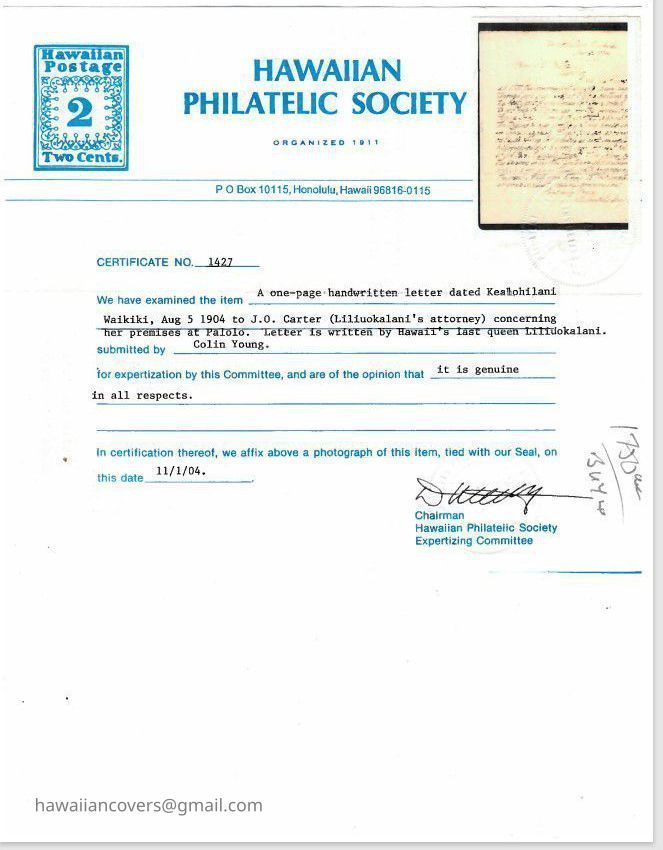 Hawaiian
Postage
2
Two Cents.
HAWAIIAN
PHILATELIC SOCIETY
ORGANIZED 1911
P O Box 10115, Honolulu, Hawaii 96816-0115
CERTIFICATE NO. 1427
We have examined the item A one-page handwritten letter dated Kealohilani
Waikiki, Aug 5 1904 to J.O. Carter (Liliuokalani's attorney) concerning
her premises at Palolo. Letter is written by Hawaii's last queen Liliuokalani.
submitted by Colin Young.
for expertization by this Committee, and are of the opinion that it is genuine
in all respects.
In certification thereof, we affix above a photograph of this item, tied with our Seal, on
this date 11/1/04.
Chairman
Hawaiian Philatelic Society
Expertizing Committee
hawaiiancovers@gmail.com